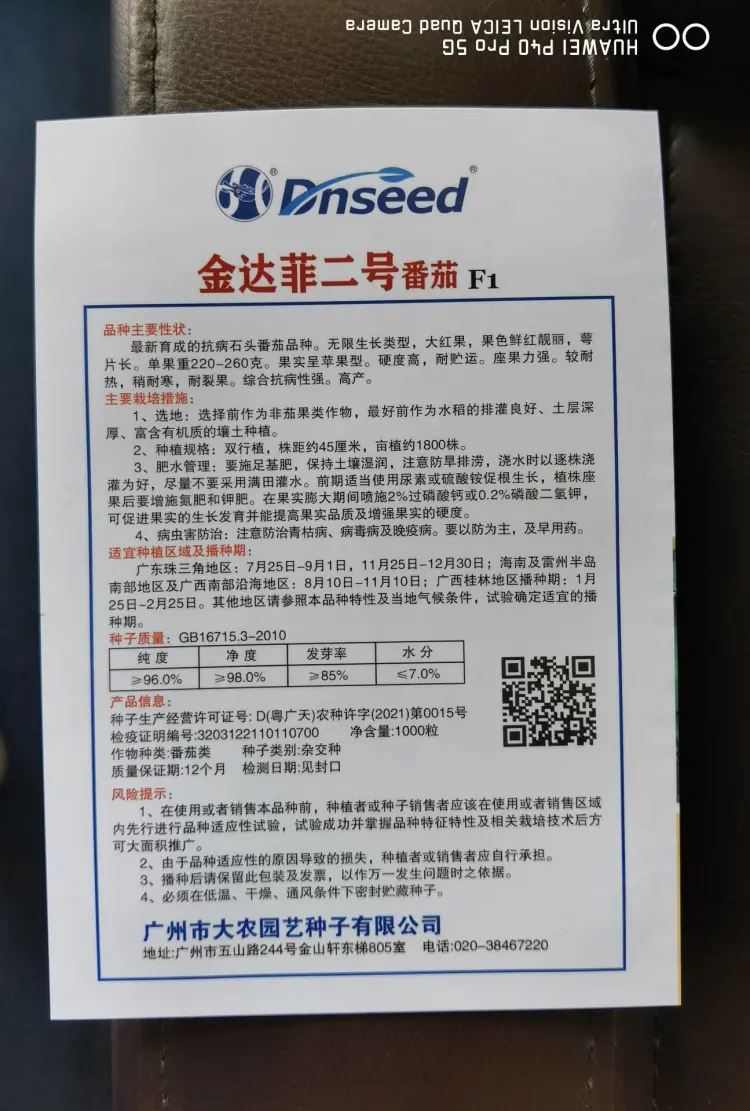 HUAWEI P40 Pro 5G
Ultra Vision LEICA Quad Camera
Dnseed
金达菲二号番茄 F1
品种主要性状：
最新育成的抗病石头番茄品种。无限生长类型，大红果，果色鲜红靓丽，萼
片长。单果重220-260克。果实呈苹果型。硬度高，耐贮运。座果力强。较耐
热，稍耐寒，耐裂果。综合抗病性强。高产。
主要栽培措施：
1、选地：选择前作为非茄果类作物，最好前作为水稻的排灌良好、土层深
厚、富含有机质的壤土种植。
2、种植规格：双行植，株距约45厘米，亩植约1800株。
3、肥水管理：要施足基肥，保持土壤湿润，注意防旱排涝，浇水时以逐株浇
灌为好，尽量不要采用满田灌水。前期适当使用尿素或硫酸铵促根生长，植株座
果后要增施氮肥和钾肥。在果实膨大期间喷施2%过磷酸钙或0.2%磷酸二氢钾，
可促进果实的生长发育并能提高果实品质及增强果实的硬度。
4、病虫害防治：注意防治青枯病、病毒病及晚疫病。要以防为主，及早用药。
适宜种植区域及播种期：
广东珠三角地区：7月25日-9月1日，11月25日-12月30日；海南及雷州半岛
南部地区及广西南部沿海地区：8月10日-11月10日；广西桂林地区播种期：1月
25日~2月25日。其他地区请参照本品种特性及当地气候条件，试验确定适宜的播
种期。
种子质量：GB16715.3-2010
纯度 净度 发芽率 水分
≥96.0% ≥98.0% ≥85% ≤7.0%
产品信息：
种子生产经营许可证号：D(粤广天)农种许字(2021)第0015号
检疫证明编号:3203122110110700 净含量:1000粒
作物种类:番茄类 种子类别:杂交种
质量保证期:12个月 检测日期:见封口
风险提示：
1、在使用或者销售本品种前，种植者或种子销售者应该在使用或者销售区域
内先行进行品种适应性试验，试验成功并掌握品种特征特性及相关栽培技术后方
可大面积推广。
2、由于品种适应性的原因导致的损失，种植者或销售者应自行承担。
3、播种后请保留此包装及发票，以作万一发生问题时之依据。
4、必须在低温、干燥、通风条件下密封贮藏种子。
广州市大农园艺种子有限公司
地址:广州市五山路244号金山轩东梯805室 电话:020-38467220